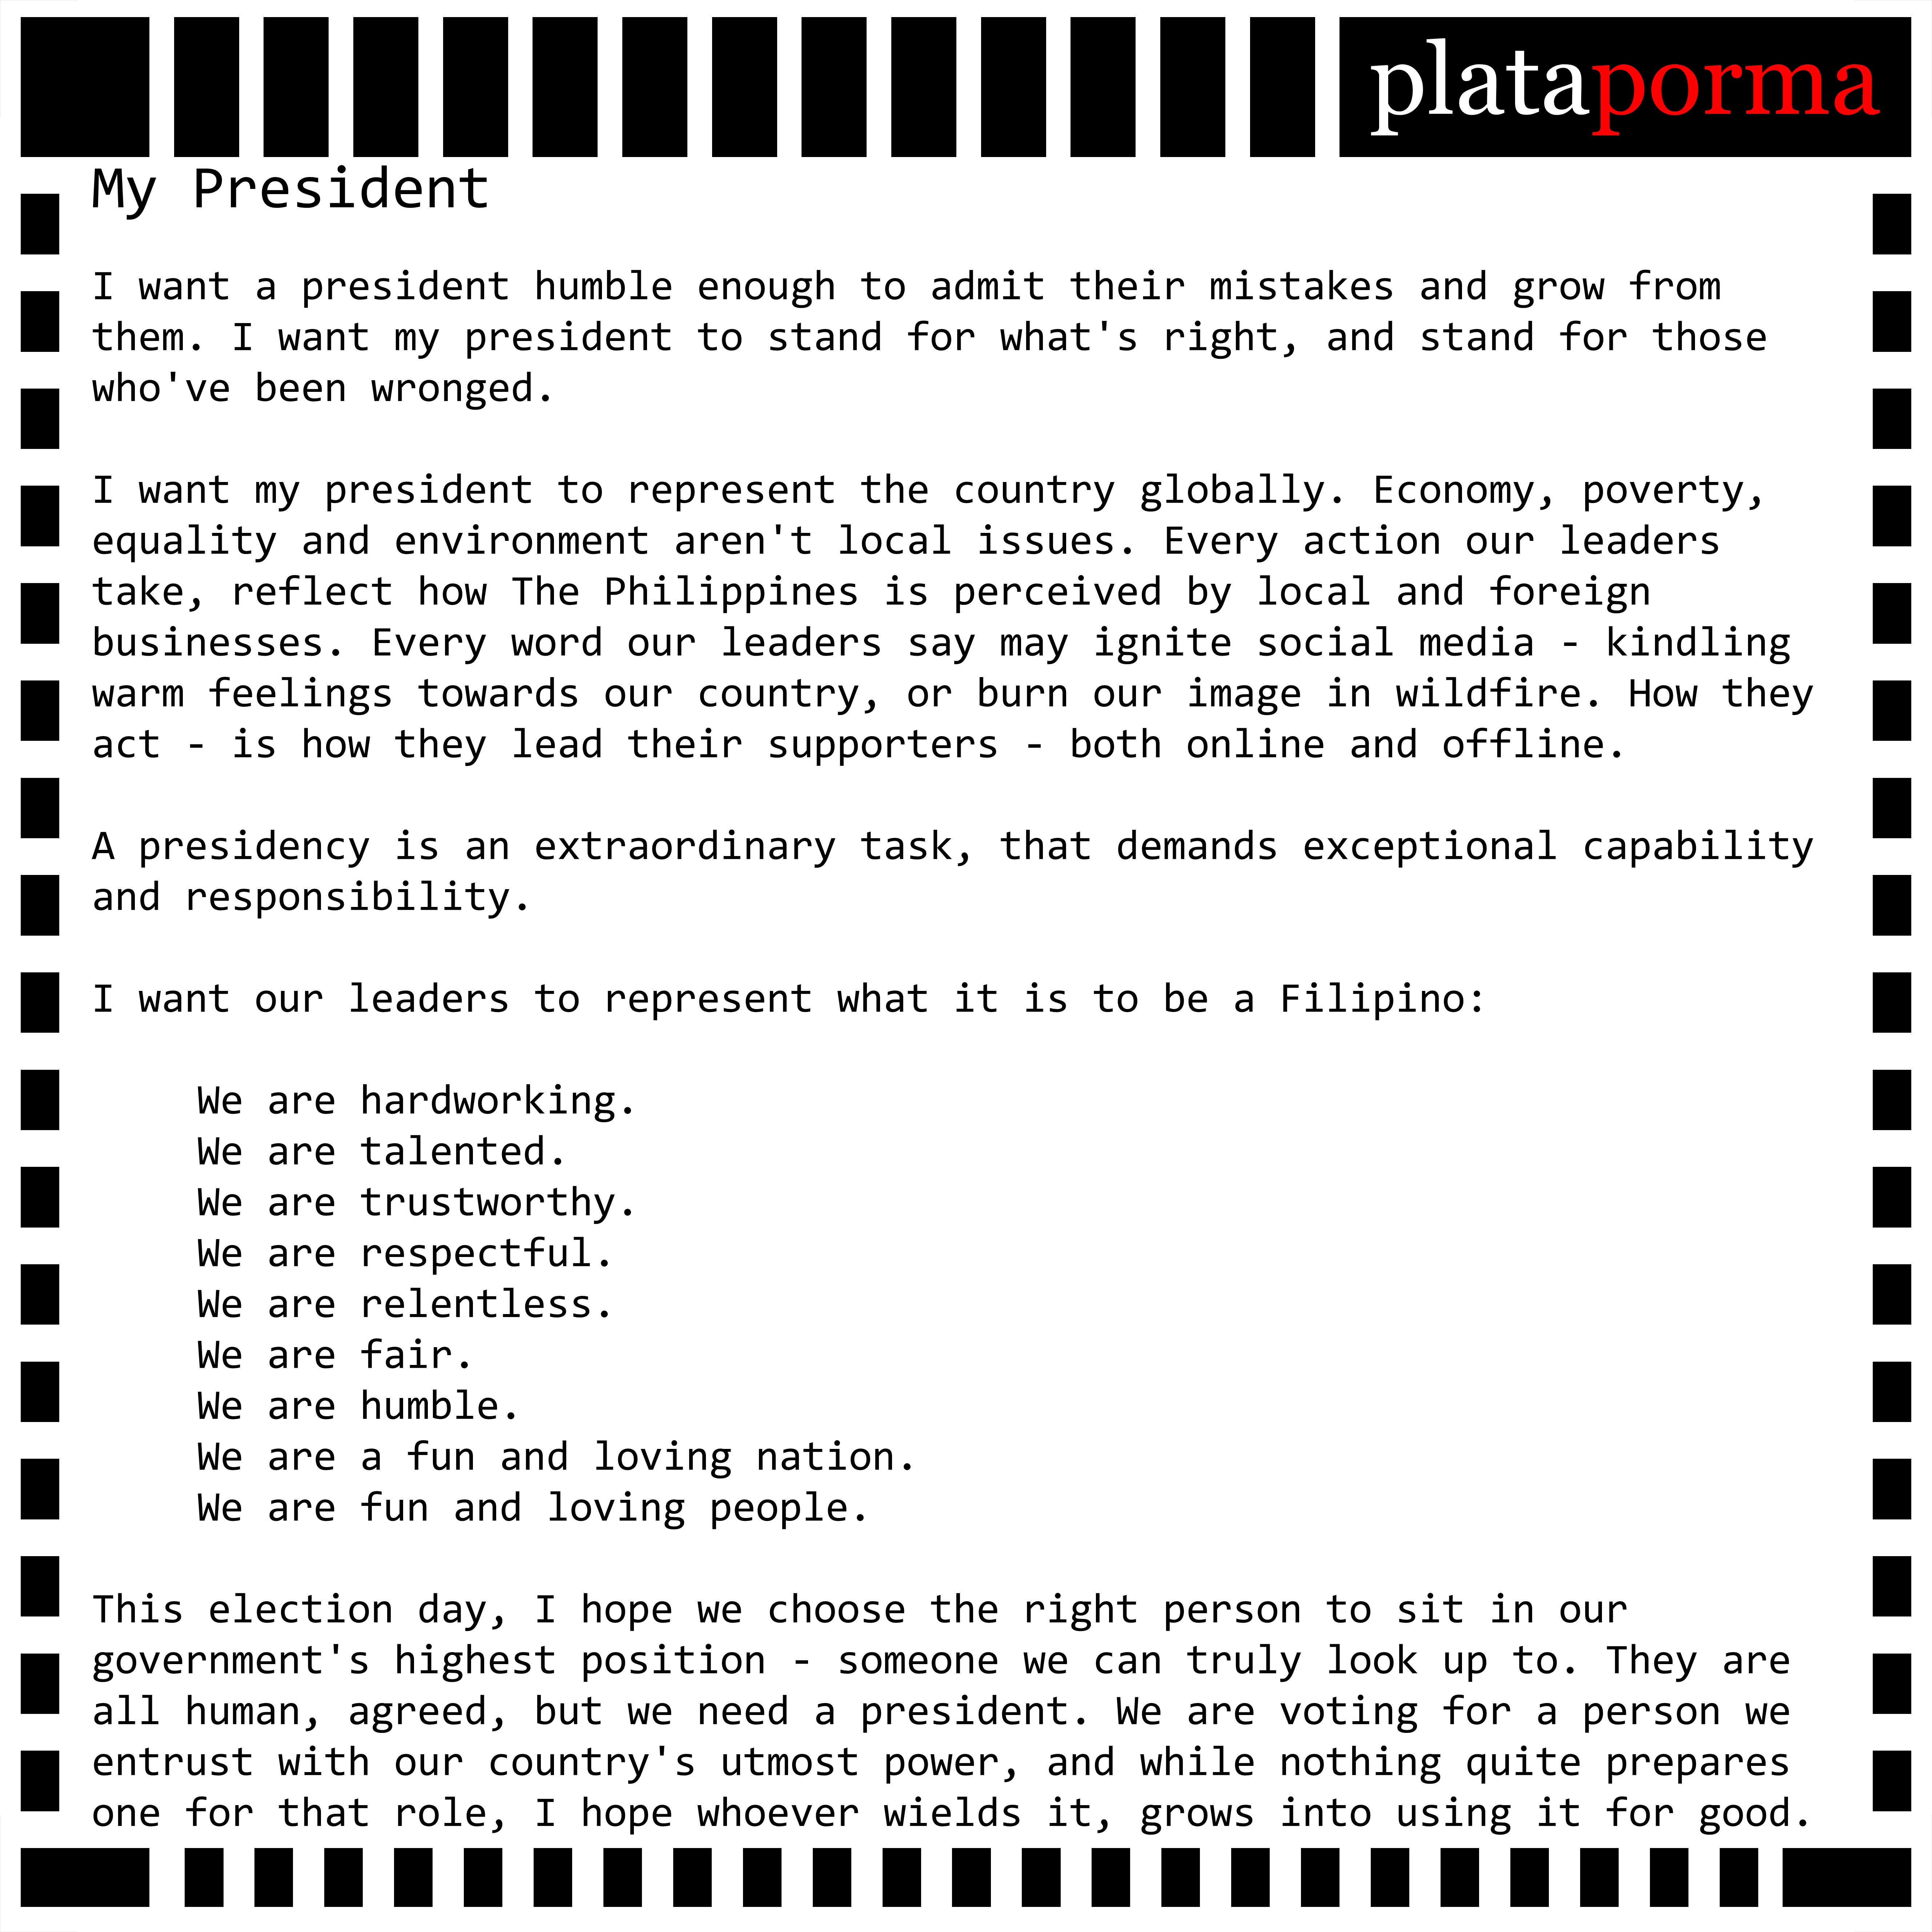 plataporma
My President
I want a president humble enough to admit their mistakes and grow from
them. I want my president to stand for what's right, and stand for those
who've been wronged.
I want my president to represent the country globally. Economy, poverty,
equality and environment aren't local issues. Every action our leaders
take, reflect how The Philippines is perceived by local and foreign
businesses. Every word our leaders say may ignite social media - kindling
warm feelings towards our country, or burn our image in wildfire. How they
act - is how they lead their supporters - both online and offline.
A presidency is an extraordinary task, that demands exceptional capability
and responsibility.
I want our leaders to represent what it is to be a Filipino:
We are hardworking.
We are talented.
We are trustworthy.
We are respectful.
We are relentless.
We are fair.
We are humble.
We are a fun and loving nation.
We are fun and loving people.
This election day, I hope we choose the right person to sit in our
government's highest position - someone we can truly look up to. They are
all human, agreed, but we need a president. We are voting for a person we
entrust with our country's utmost power, and while nothing quite prepares
one for that role, I hope whoever wields it, grows into using it for good.